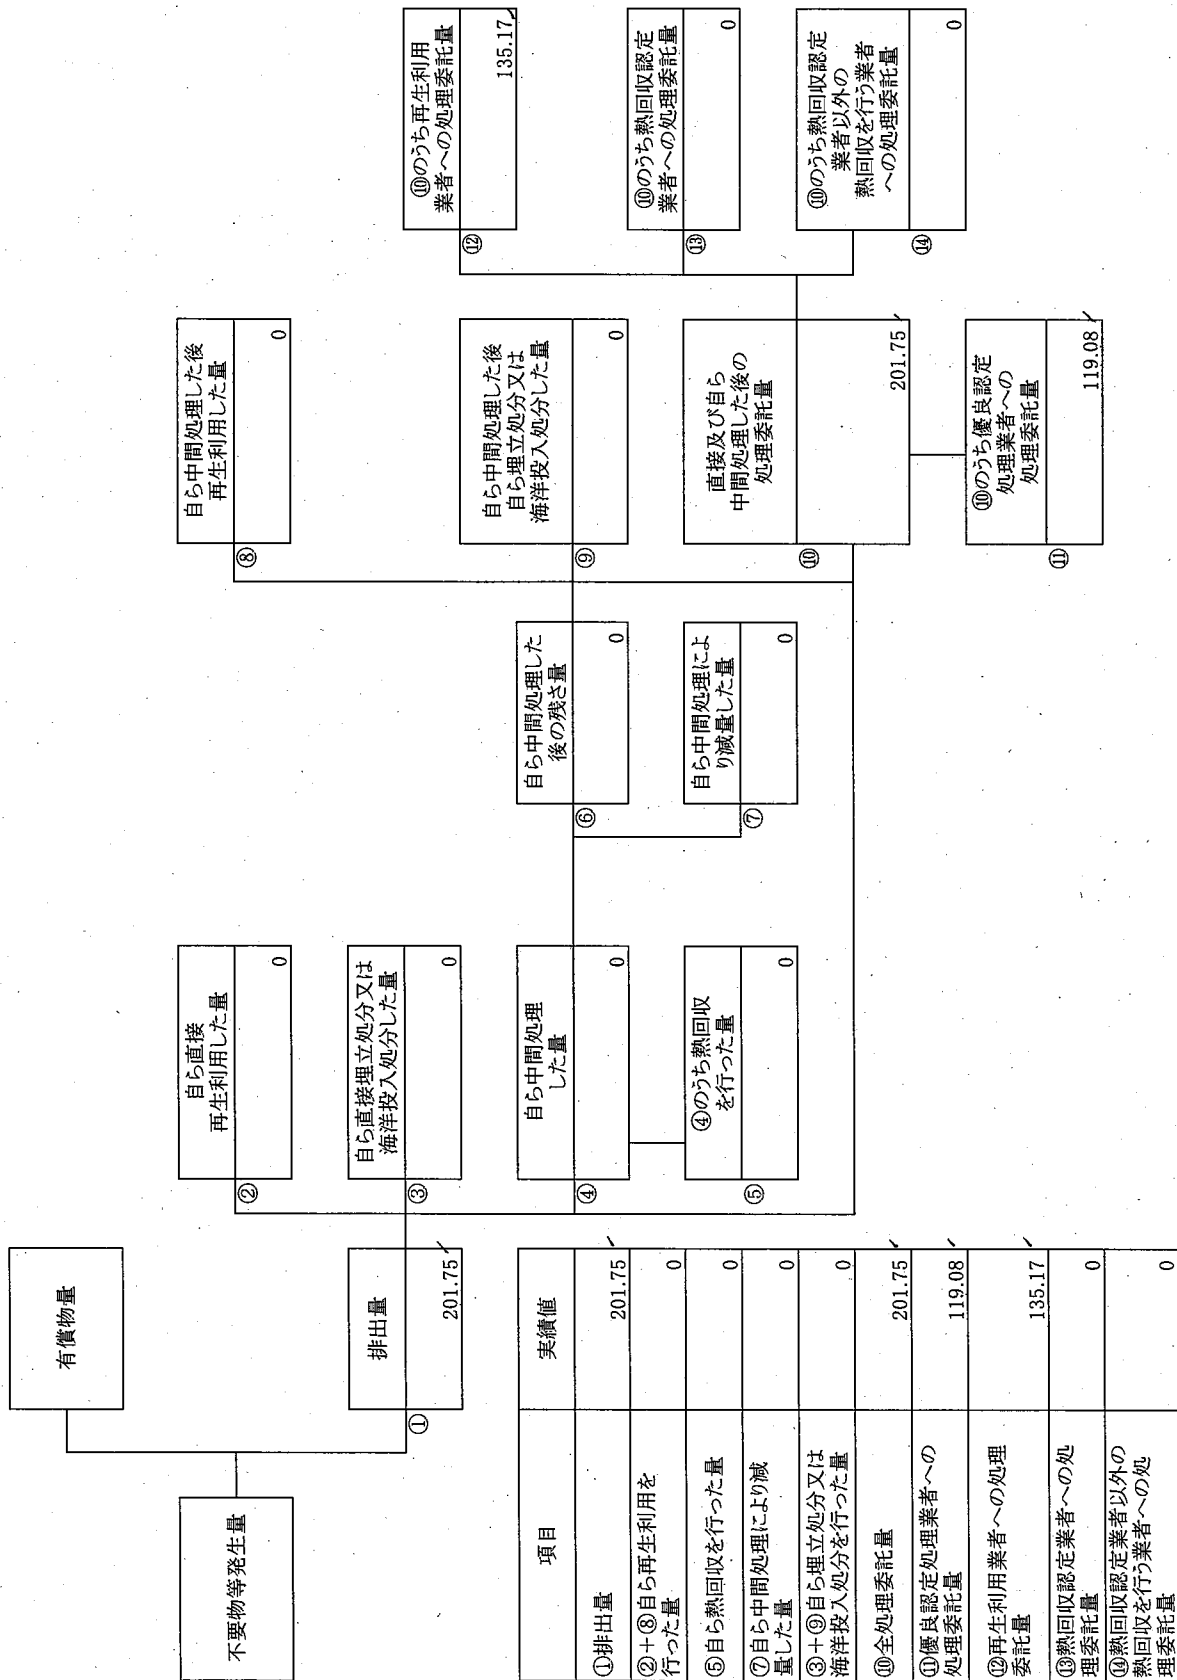 不要物等発生量
有償物量
排出量
①
201.75
自ら直接
再生利用した量
②
0
自ら直接埋立処分又は
海洋投入処分した量
③
0
自ら中間処理
した量
④
0
④のうち熱回収
を行った量
⑤
0
自ら中間処理した
後の残さ量
⑥
0
自ら中間処理によ
り減量した量
⑦
0
自ら中間処理した後
再生利用した量
⑧
0
自ら中間処理した後
自ら埋立処分又は
海洋投入処分した量
⑨
0
直接及び自ら
中間処理した後の
処理委託量
⑩
201.75
⑩のうち優良認定
処理業者への
処理委託量
⑪
119.08
⑩のうち再生利用
業者への処理委託量
⑫
135.17
⑩のうち熱回収認定
業者への処理委託量
⑬
0
⑩のうち熱回収認定
業者以外の
熱回収を行う業者
への処理委託量
⑭
0
項目
実績値
①排出量
201.75
②+⑧自ら再生利用を
行った量
0
⑤自ら熱回収を行った量
0
⑦自ら中間処理により減
量した量
0
③+⑨自ら埋立処分又は
海洋投入処分を行った量
0
⑩全処理委託量
201.75
⑪優良認定処理業者への
処理委託量
119.08
⑫再生利用業者への処理
委託量
135.17
⑬熱回収認定業者への処
理委託量
0
⑭熱回収認定業者以外の
熱回収を行う業者への処
理委託量
0